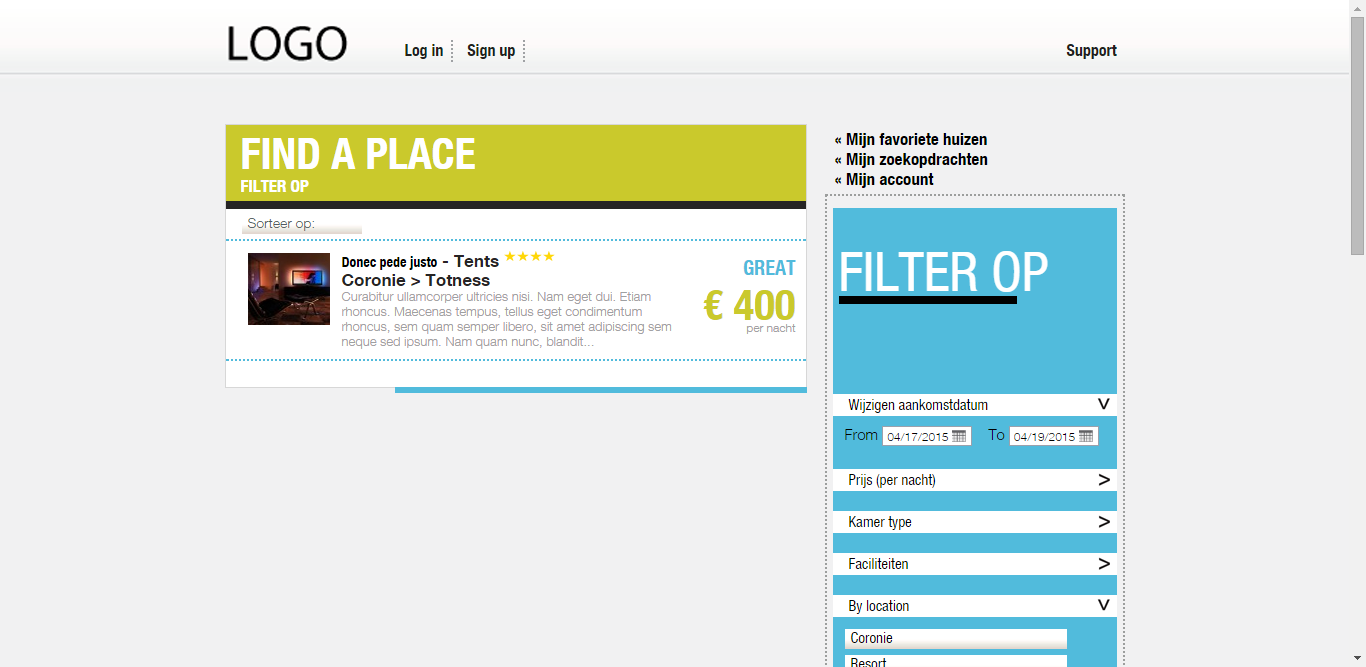 LOGO
Log in
Sign up
Support
FIND A PLACE
FILTER OP
Sorteer op:
Donec pede justo - Tents
Coronie > Totness
Curabitur ullamcorper ultricies nisi. Nam eget dui. Etiam
rhoncus. Maecenas tempus, tellus eget condimentum
rhoncus, sem quam semper libero, sit amet adipiscing sem
neque sed ipsum. Nam quam nunc, blandit...
GREAT
€ 400
per nacht
« Mijn favoriete huizen
« Mijn zoekopdrachten
« Mijn account
FILTER OP
Wijzigen aankomstdatum
From 04/17/2015 To 04/19/2015
Prijs (per nacht)
Kamer type
Faciliteiten
By location
Coronie
Resort